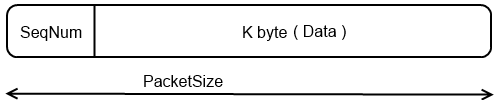 SeqNum K byte ( Data )
PacketSize